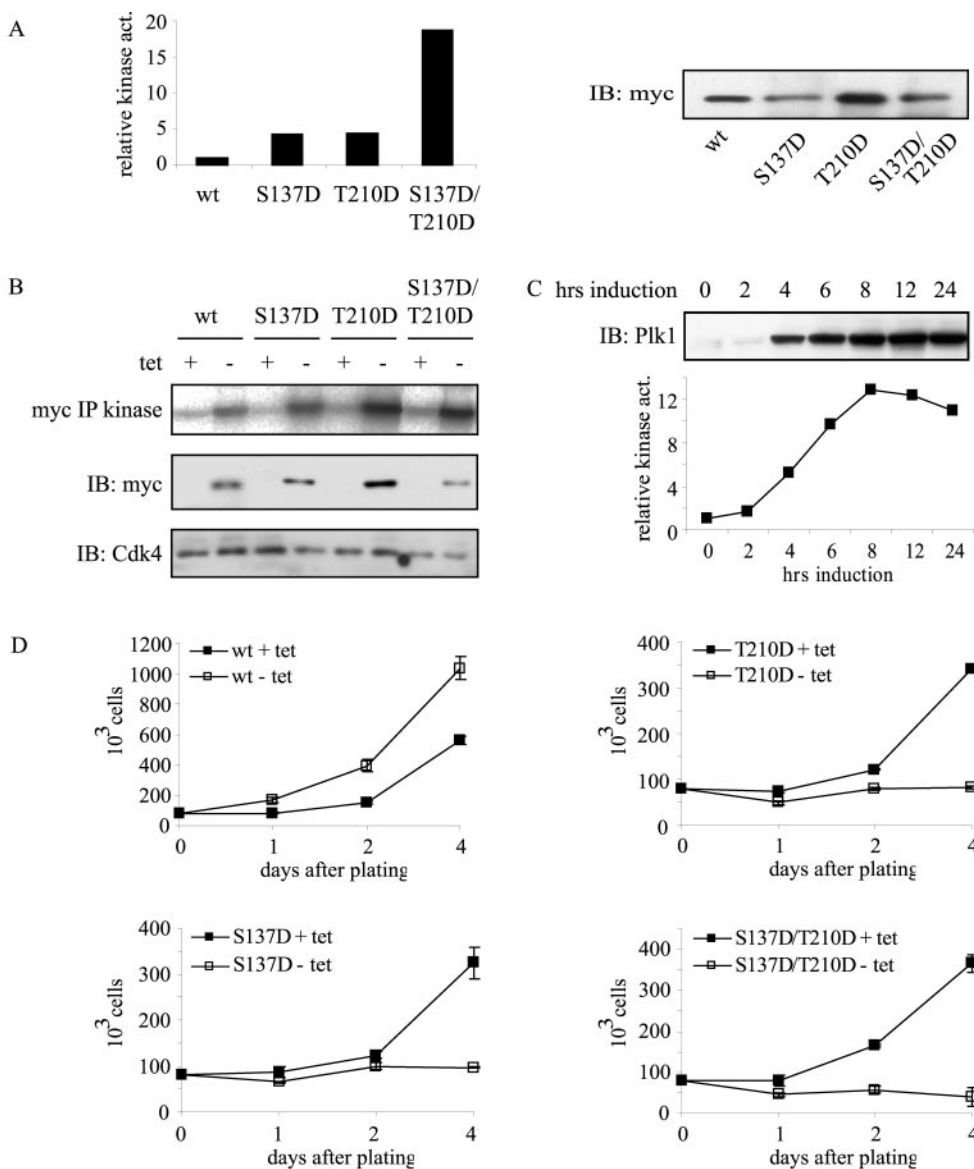 A
relative kinase act.
20
15
10
5
0
wt S137D T210D S137D/
T210D
IB: myc
wt
S137D
T210D
S137D/
T210D
B
wt S137D T210D S137D/
T210D
tet + - + - + - + -
myc IP kinase
IB: myc
IB: Cdk4
C hrs induction 0 2 4 6 8 12 24
IB: Plk1
relative kinase act.
12
8
4
0
0 2 4 6 8 12 24
hrs induction
D
wt + tet
wt - tet
10³ cells
1200
1000
800
600
400
200
0
0 1 2 4
days after plating
T210D + tet
T210D - tet
10³ cells
400
300
200
100
0
0 1 2 4
days after plating
S137D + tet
S137D - tet
10³ cells
400
300
200
100
0
0 1 2 4
days after plating
S137D/T210D + tet
S137D/T210D - tet
10³ cells
400
300
200
100
0
0 1 2 4
days after plating